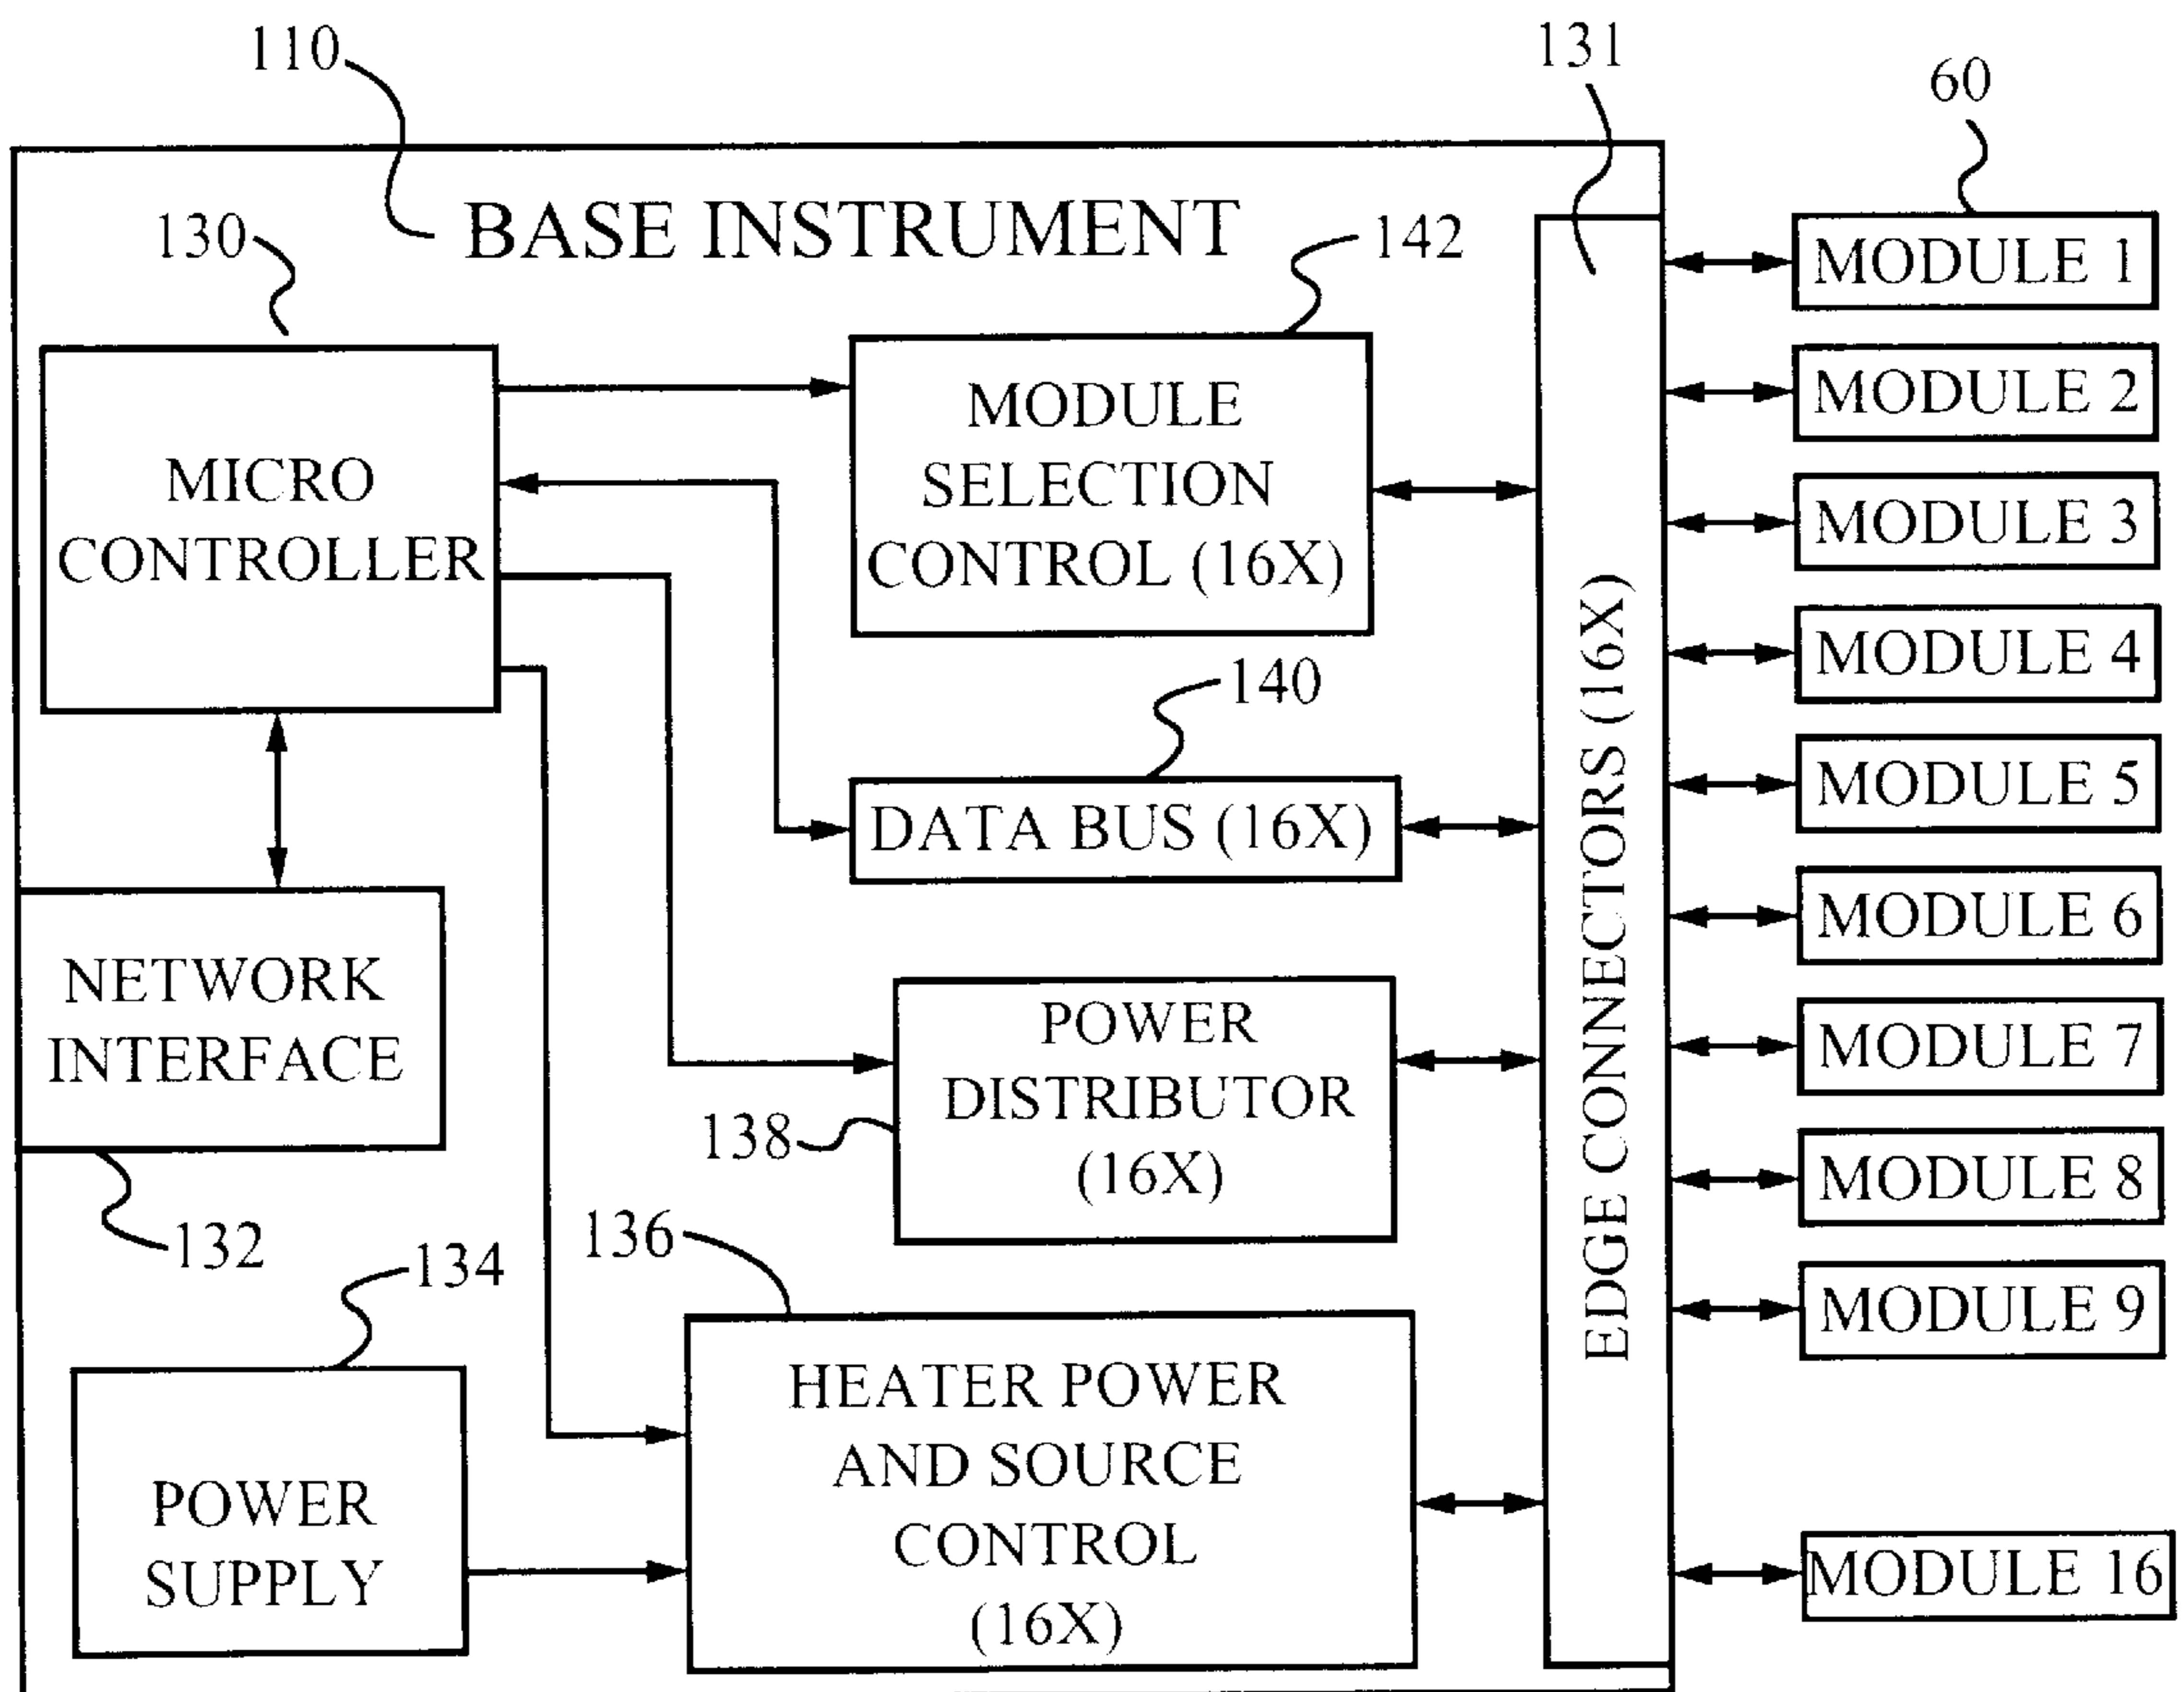 110
131
60
BASE INSTRUMENT
130
142
MICRO
CONTROLLER
MODULE
SELECTION
CONTROL (16X)
140
DATA BUS (16X)
NETWORK
INTERFACE
132
POWER
DISTRIBUTOR
(16X)
138
134
POWER
SUPPLY
136
HEATER POWER
AND SOURCE
CONTROL
(16X)
EDGE CONNECTORS (16X)
MODULE 1
MODULE 2
MODULE 3
MODULE 4
MODULE 5
MODULE 6
MODULE 7
MODULE 8
MODULE 9
MODULE 16